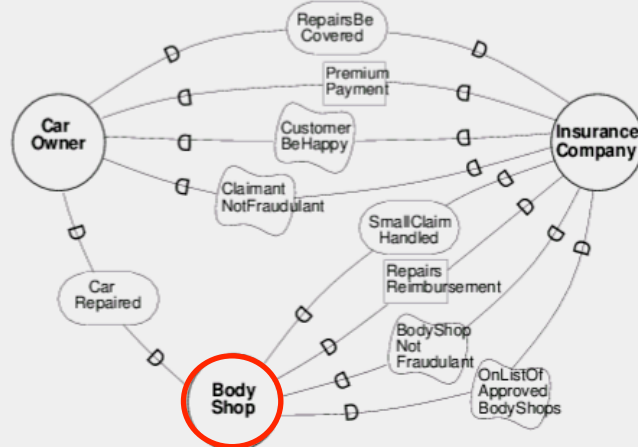 RepairsBe
Covered
Premium
Payment
Car
Owner
Customer
BeHappy
Insurance
Company
Claimant
NotFraudulant
SmallClaim
Handled
Car
Repaired
Repairs
Reimbursement
BodyShop
Not
Fraudulant
OnListOf
Approved
BodyShops
Body
Shop